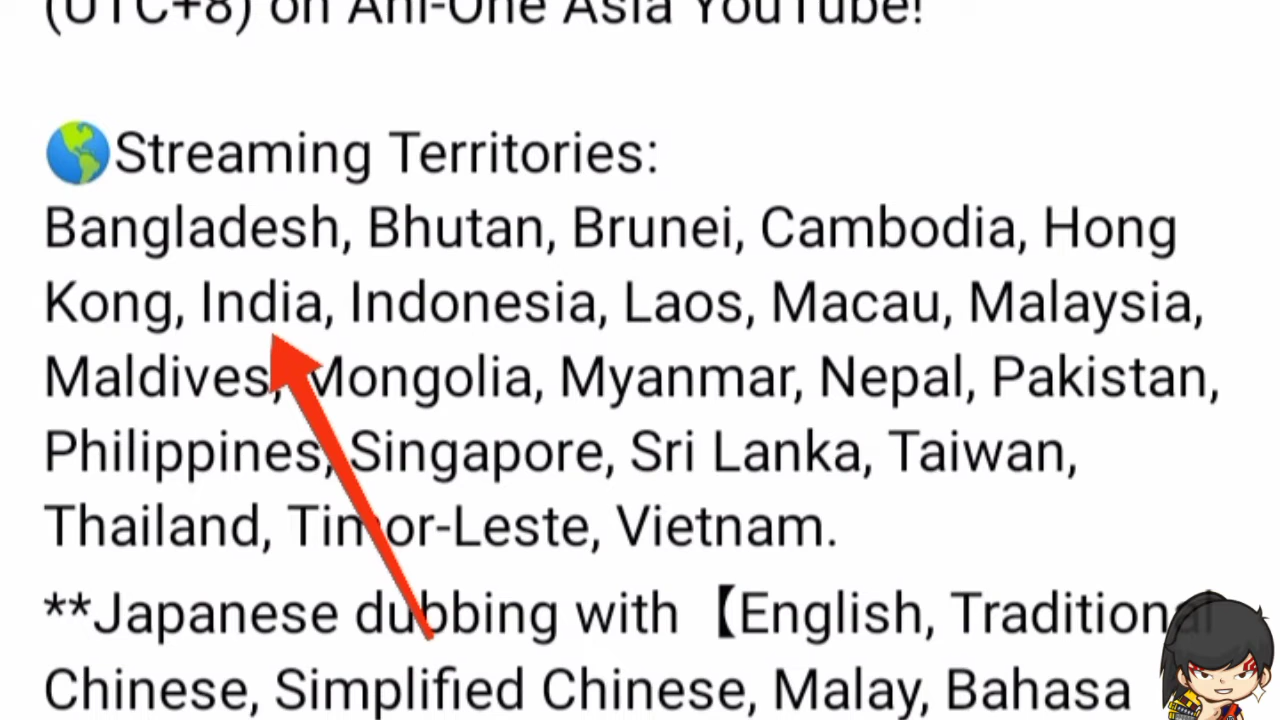 (UTC+8) on Ani-One Asia YouTube!
🌎Streaming Territories:
Bangladesh, Bhutan, Brunei, Cambodia, Hong
Kong, India, Indonesia, Laos, Macau, Malaysia,
Maldives, Mongolia, Myanmar, Nepal, Pakistan,
Philippines, Singapore, Sri Lanka, Taiwan,
Thailand, Timor-Leste, Vietnam.
**Japanese dubbing with【English, Traditional
Chinese, Simplified Chinese, Malay, Bahasa